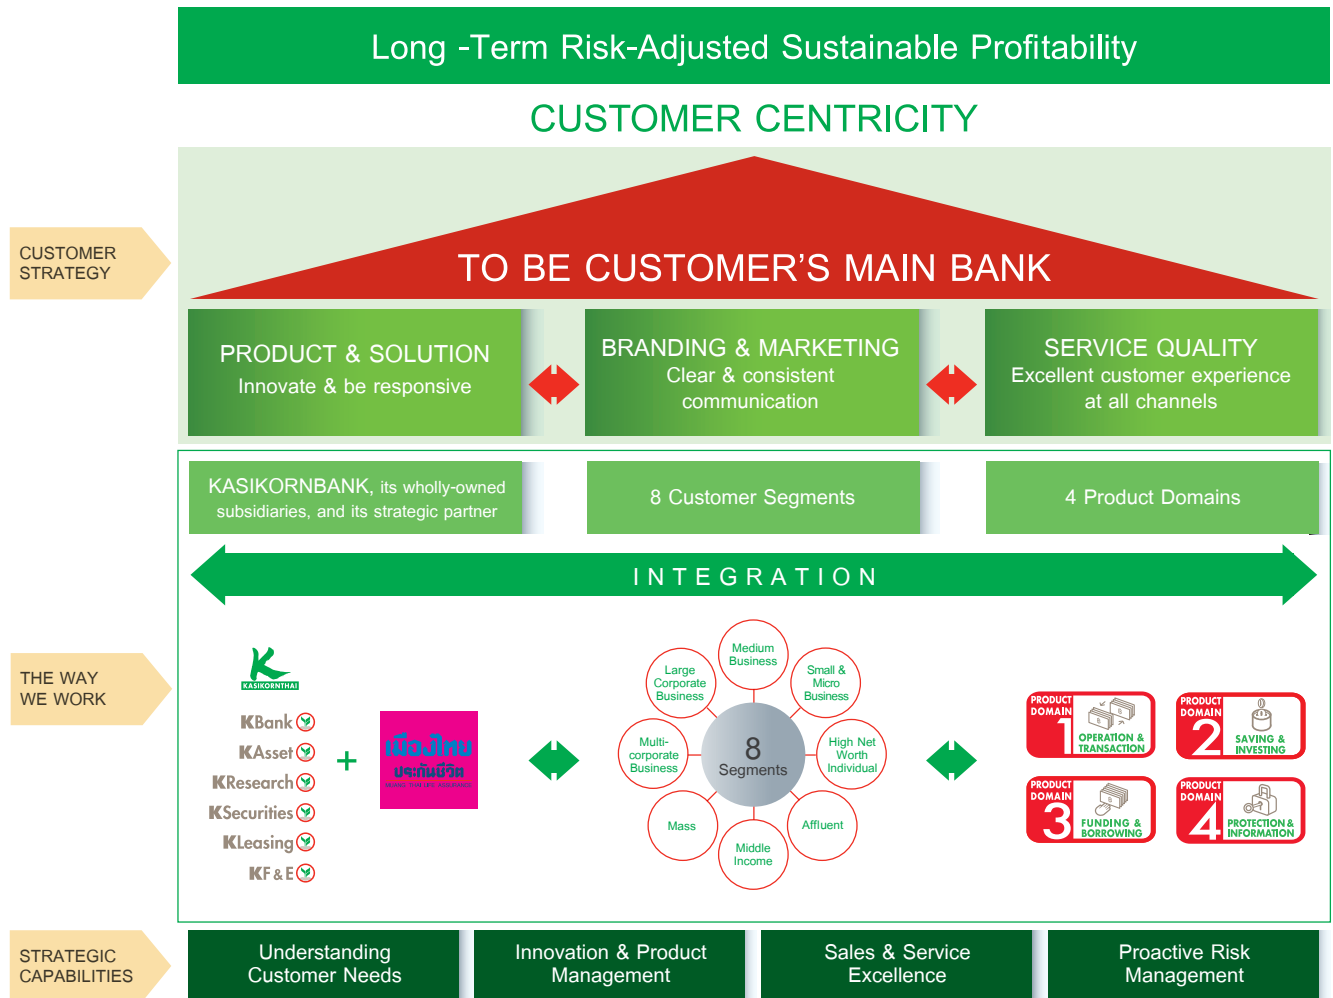 Long -Term Risk-Adjusted Sustainable Profitability
CUSTOMER CENTRICITY
CUSTOMER
STRATEGY
TO BE CUSTOMER'S MAIN BANK
PRODUCT & SOLUTION
Innovate & be responsive
BRANDING & MARKETING
Clear & consistent
communication
SERVICE QUALITY
Excellent customer experience
at all channels
KASIKORNBANK, its wholly-owned
subsidiaries, and its strategic partner
8 Customer Segments
4 Product Domains
INTEGRATION
THE WAY
WE WORK
KASIKORNTHAI
KBank
KAsset
KResearch
KSecurities
KLeasing
KF & E
+
เมืองไทย
ประกันชีวิต
Medium
Business
Small &
Micro
Business
High Net
Worth
Individual
Affluent
Middle
Income
Mass
Multi-
corporate
Business
Large
Corporate
Business
8
Segments
PRODUCT
DOMAIN
1
OPERATION &
TRANSACTION
PRODUCT
DOMAIN
2
SAVING &
INVESTING
PRODUCT
DOMAIN
3
FUNDING &
BORROWING
PRODUCT
DOMAIN
4
PROTECTION &
INFORMATION
STRATEGIC
CAPABILITIES
Understanding
Customer Needs
Innovation & Product
Management
Sales & Service
Excellence
Proactive Risk
Management